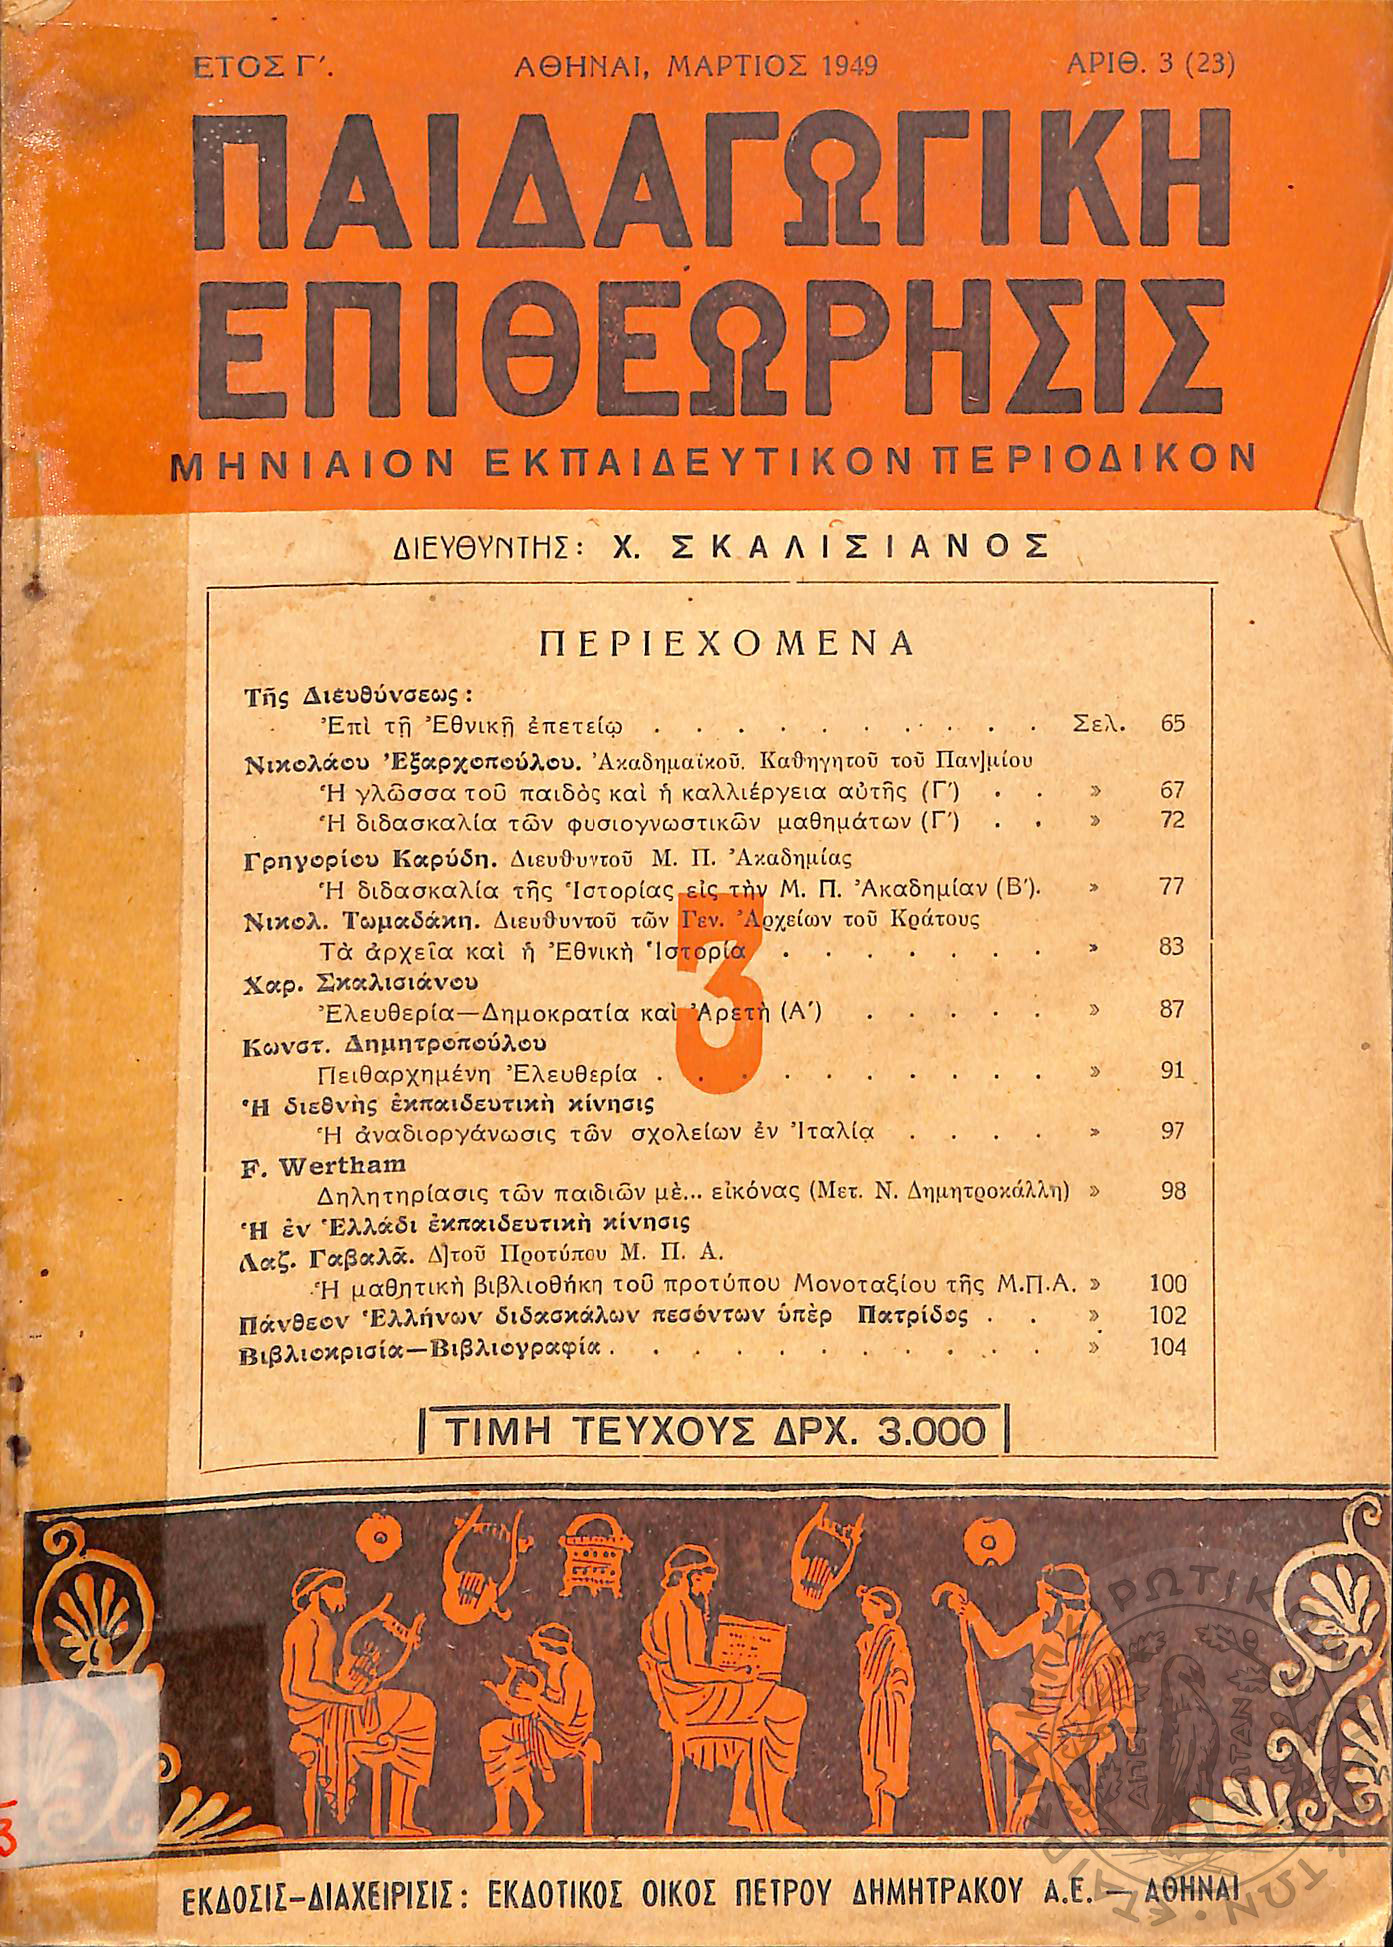 ΕΤΟΣ Γ'. ΑΘΗΝΑΙ, ΜΑΡΤΙΟΣ 1949 ΑΡΙΘ. 3 (23)
ΠΑΙΔΑΓΩΓΙΚΗ
ΕΠΙΘΕΩΡΗΣΙΣ
ΜΗΝΙΑΙΟΝ ΕΚΠΑΙΔΕΥΤΙΚΟΝ ΠΕΡΙΟΔΙΚΟΝ
ΔΙΕΥΘΥΝΤΗΣ: Χ. ΣΚΑΛΙΣΙΑΝΟΣ
ΠΕΡΙΕΧΟΜΕΝΑ
Τῆς Διευθύνσεως:
Ἐπὶ τῇ Ἐθνικῇ ἐπετείῳ . . . . . . . . . . Σελ. 65
Νικολάου Ἐξαρχοπούλου. Ἀκαδημαϊκοῦ. Καθηγητοῦ τοῦ Παν]μίου
Ἡ γλῶσσα τοῦ παιδὸς καὶ ἡ καλλιέργεια αὐτῆς (Γ') . . » 67
Ἡ διδασκαλία τῶν φυσιογνωστικῶν μαθημάτων (Γ') . . » 72
Γρηγορίου Καρύδη. Διευθυντοῦ Μ. Π. Ἀκαδημίας
Ἡ διδασκαλία τῆς Ἱστορίας εἰς τὴν Μ. Π. Ἀκαδημίαν (Β'). » 77
Νικολ. Τωμαδάκη. Διευθυντοῦ τῶν Γεν. Ἀρχείων τοῦ Κράτους
Τὰ ἀρχεῖα καὶ ἡ Ἐθνικὴ Ἱστορία . . . . . . . » 83
Χαρ. Σκαλισιάνου
Ἐλευθερία—Δημοκρατία καὶ Ἀρετὴ (Α') . . . . . » 87
Κωνστ. Δημητροπούλου
Πειθαρχημένη Ἐλευθερία . . . . . . . . . . » 91
Ἡ διεθνὴς ἐκπαιδευτικὴ κίνησις
Ἡ ἀναδιοργάνωσις τῶν σχολείων ἐν Ἰταλίᾳ . . . . » 97
F. Wertham
Δηλητηρίασις τῶν παιδιῶν μὲ... εἰκόνας (Μετ. Ν. Δημητροκάλλη) » 98
Ἡ ἐν Ἑλλάδι ἐκπαιδευτικὴ κίνησις
Λαζ. Γαβαλᾶ. Δ]τοῦ Προτύπου Μ. Π. Α.
Ἡ μαθητικὴ βιβλιοθήκη τοῦ προτύπου Μονοταξίου τῆς Μ.Π.Α. » 100
Πάνθεον Ἑλλήνων διδασκάλων πεσόντων ὑπὲρ Πατρίδος . . » 102
Βιβλιοκρισία—Βιβλιογραφία . . . . . . . . . . . » 104
3
ΤΙΜΗ ΤΕΥΧΟΥΣ ΔΡΧ. 3.000
3
ΕΚΔΟΣΙΣ-ΔΙΑΧΕΙΡΙΣΙΣ: ΕΚΔΟΤΙΚΟΣ ΟΙΚΟΣ ΠΕΤΡΟΥ ΔΗΜΗΤΡΑΚΟΥ Α.Ε. — ΑΘΗΝΑΙ